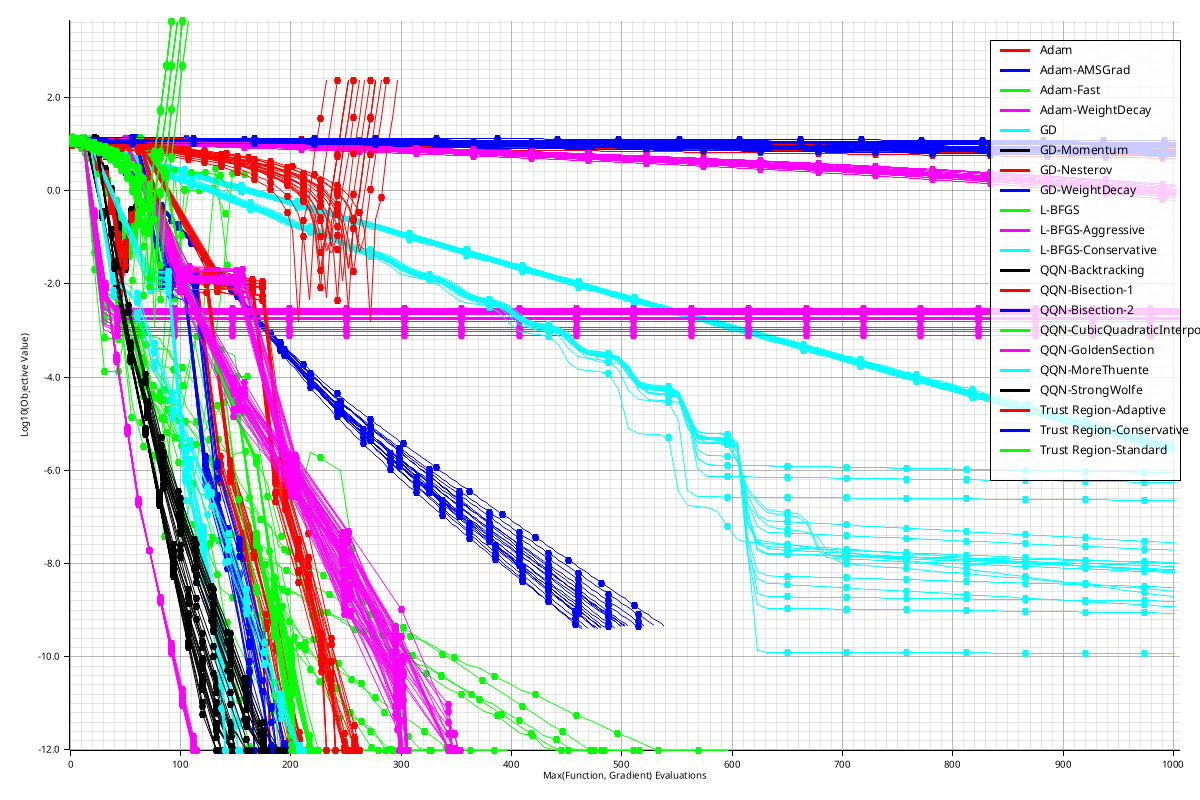 Adam
Adam-AMSGrad
Adam-Fast
Adam-WeightDecay
GD
GD-Momentum
GD-Nesterov
GD-WeightDecay
L-BFGS
L-BFGS-Aggressive
L-BFGS-Conservative
QQN-Backtracking
QQN-Bisection-1
QQN-Bisection-2
QQN-CubicQuadraticInterpo
QQN-GoldenSection
QQN-MoreThuente
QQN-StrongWolfe
Trust Region-Adaptive
Trust Region-Conservative
Trust Region-Standard
Log10(Objective Value)
2.0
0.0
-2.0
-4.0
-6.0
-8.0
-10.0
-12.0
0 100 200 300 400 500 600 700 800 900 1000
Max(Function, Gradient) Evaluations